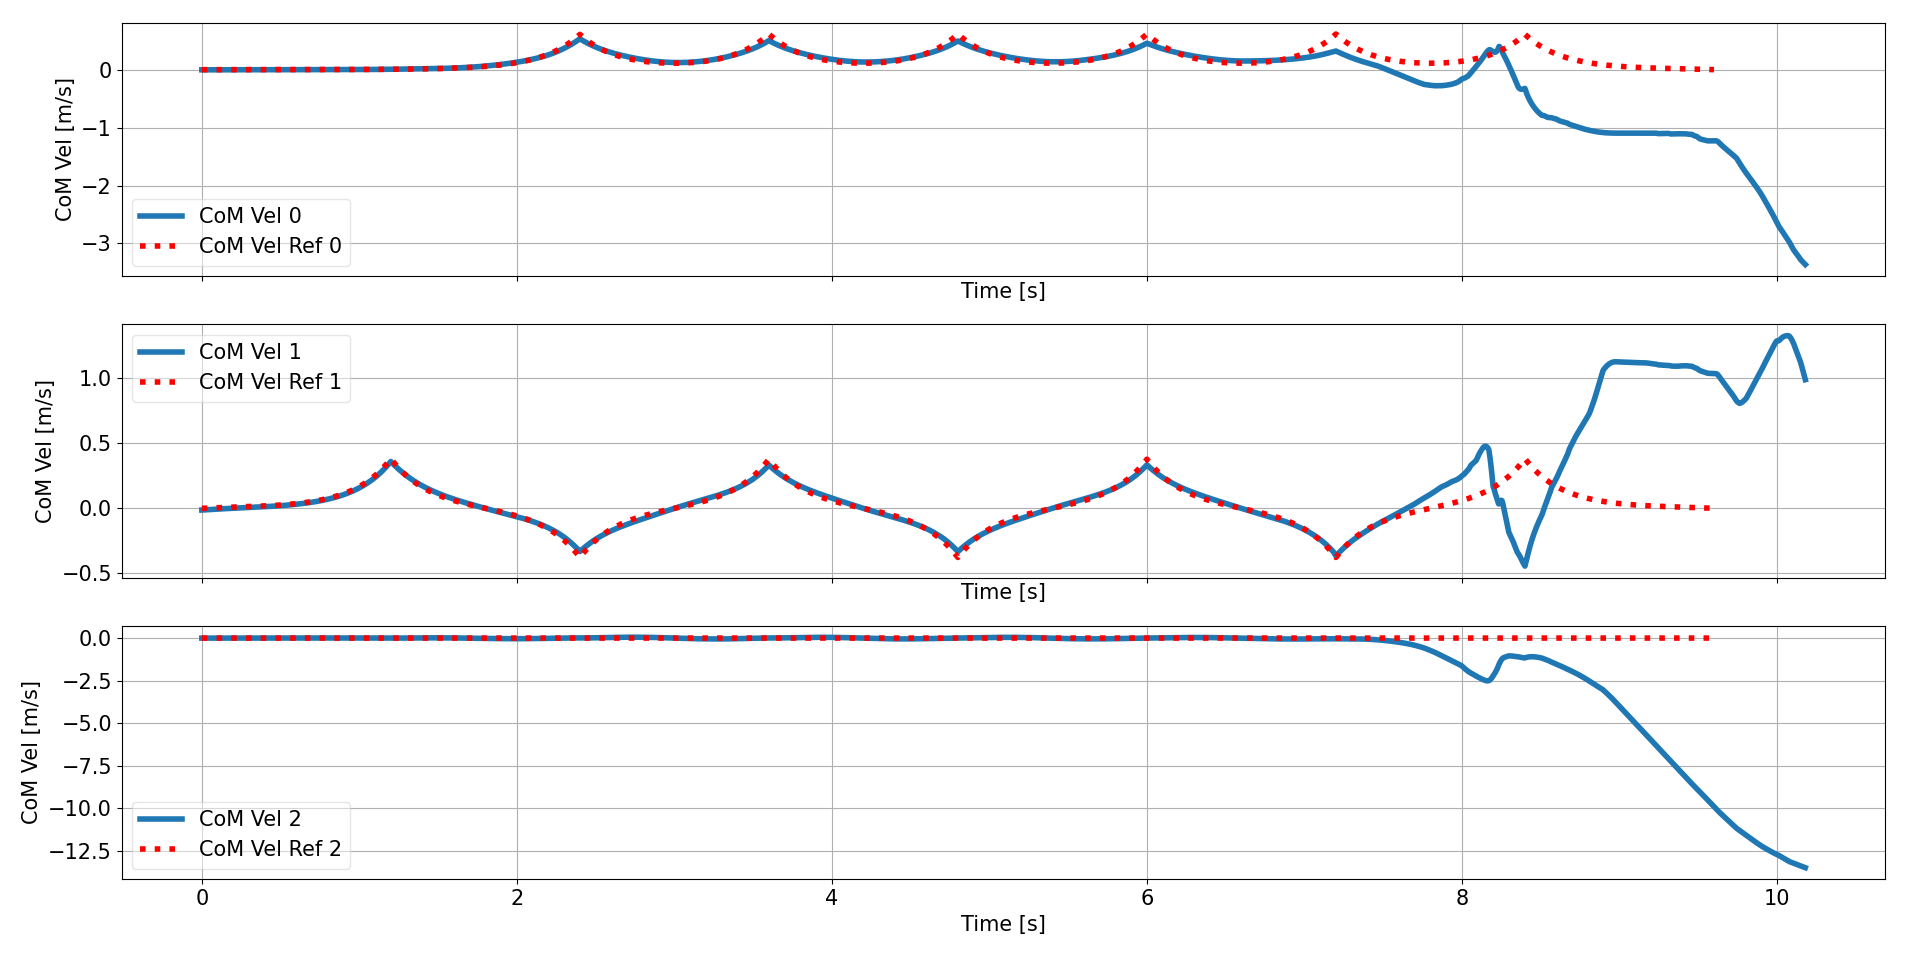 0
−1
−2
−3
CoM Vel [m/s]
CoM Vel 0
CoM Vel Ref 0
Time [s]
1.0
0.5
0.0
−0.5
CoM Vel [m/s]
CoM Vel 1
CoM Vel Ref 1
Time [s]
0.0
−2.5
−5.0
−7.5
−10.0
−12.5
CoM Vel [m/s]
CoM Vel 2
CoM Vel Ref 2
0 2 4 6 8 10
Time [s]